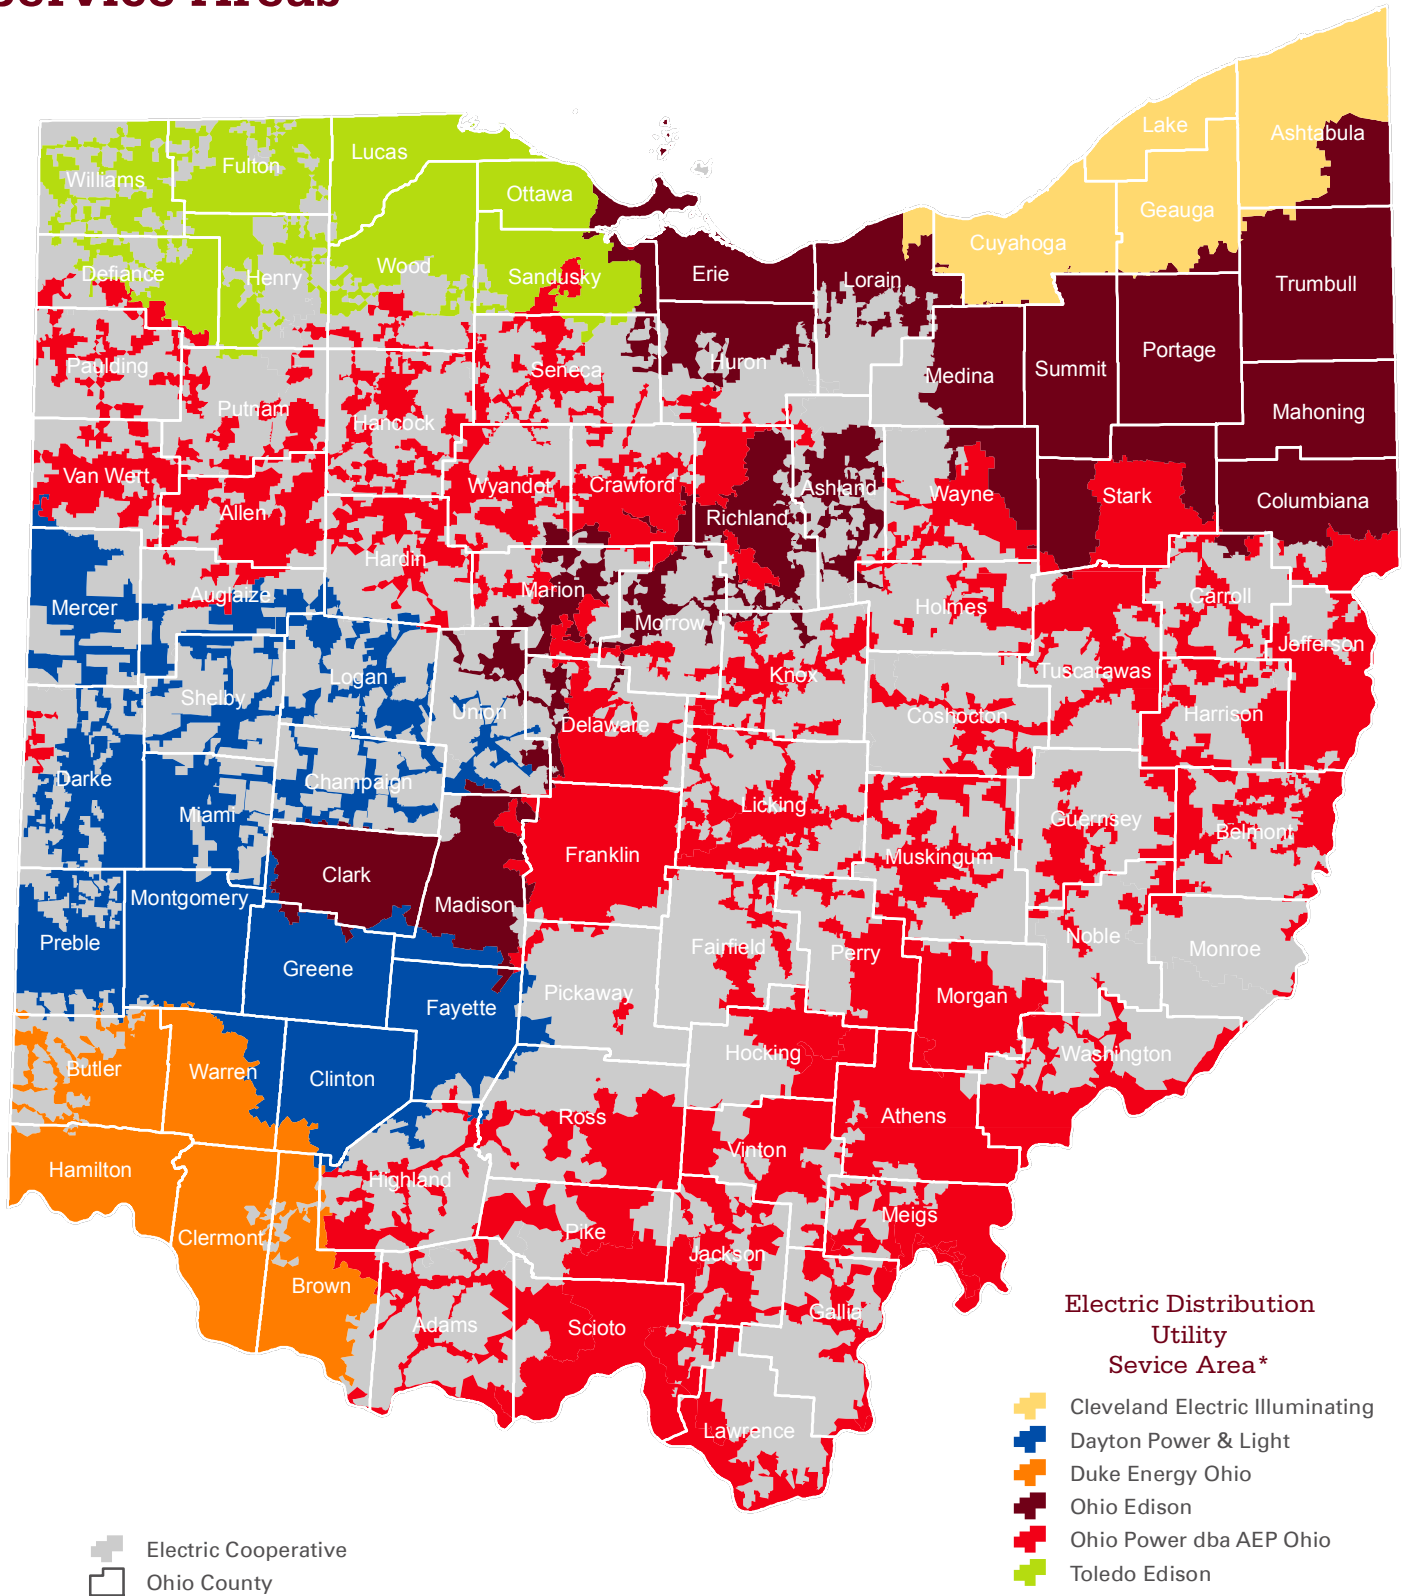 Service Areas
Lake
Ashtabula
Lucas
Fulton
Williams
Ottawa
Geauga
Cuyahoga
Wood
Defiance
Henry
Sandusky
Erie
Lorain
Trumbull
Paulding
Seneca
Huron
Medina
Summit
Portage
Putnam
Hancock
Mahoning
Van Wert
Wyandot
Crawford
Ashland
Wayne
Stark
Columbiana
Allen
Richland
Hardin
Marion
Mercer
Auglaize
Morrow
Holmes
Carroll
Jefferson
Logan
Knox
Tuscarawas
Shelby
Union
Delaware
Coshocton
Harrison
Darke
Champaign
Miami
Licking
Guernsey
Belmont
Franklin
Muskingum
Clark
Montgomery
Madison
Preble
Fairfield
Perry
Noble
Monroe
Greene
Fayette
Pickaway
Morgan
Butler
Warren
Clinton
Hocking
Washington
Ross
Athens
Hamilton
Highland
Vinton
Clermont
Pike
Meigs
Brown
Jackson
Adams
Scioto
Gallia
Lawrence
Electric Distribution
Utility
Sevice Area*
Cleveland Electric Illuminating
Dayton Power & Light
Duke Energy Ohio
Ohio Edison
Ohio Power dba AEP Ohio
Toledo Edison
Electric Cooperative
Ohio County